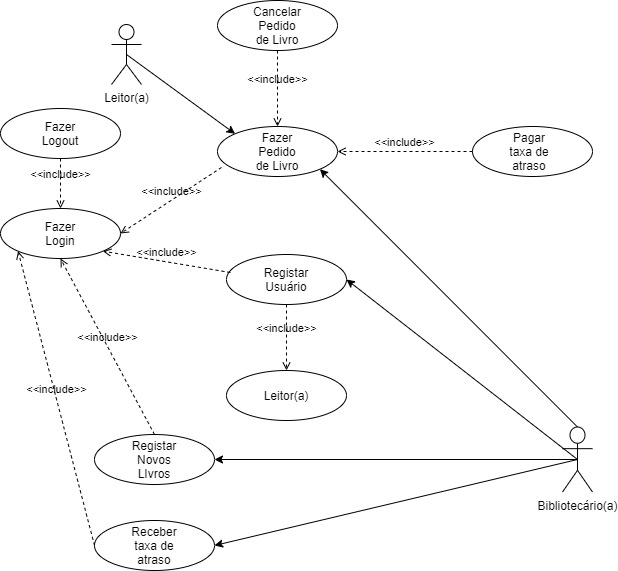 Cancelar
Pedido
de Livro
<<include>>
Leitor(a)
Fazer
Logout
Fazer
Pedido
de Livro
<<include>>
Pagar
taxa de
atraso
<<include>>
<<include>>
Fazer
Login
<<include>>
Registar
Usuário
<<include>>
<<include>>
Leitor(a)
<<include>>
Registar
Novos
LIvros
Bibliotecário(a)
Receber
taxa de
atraso